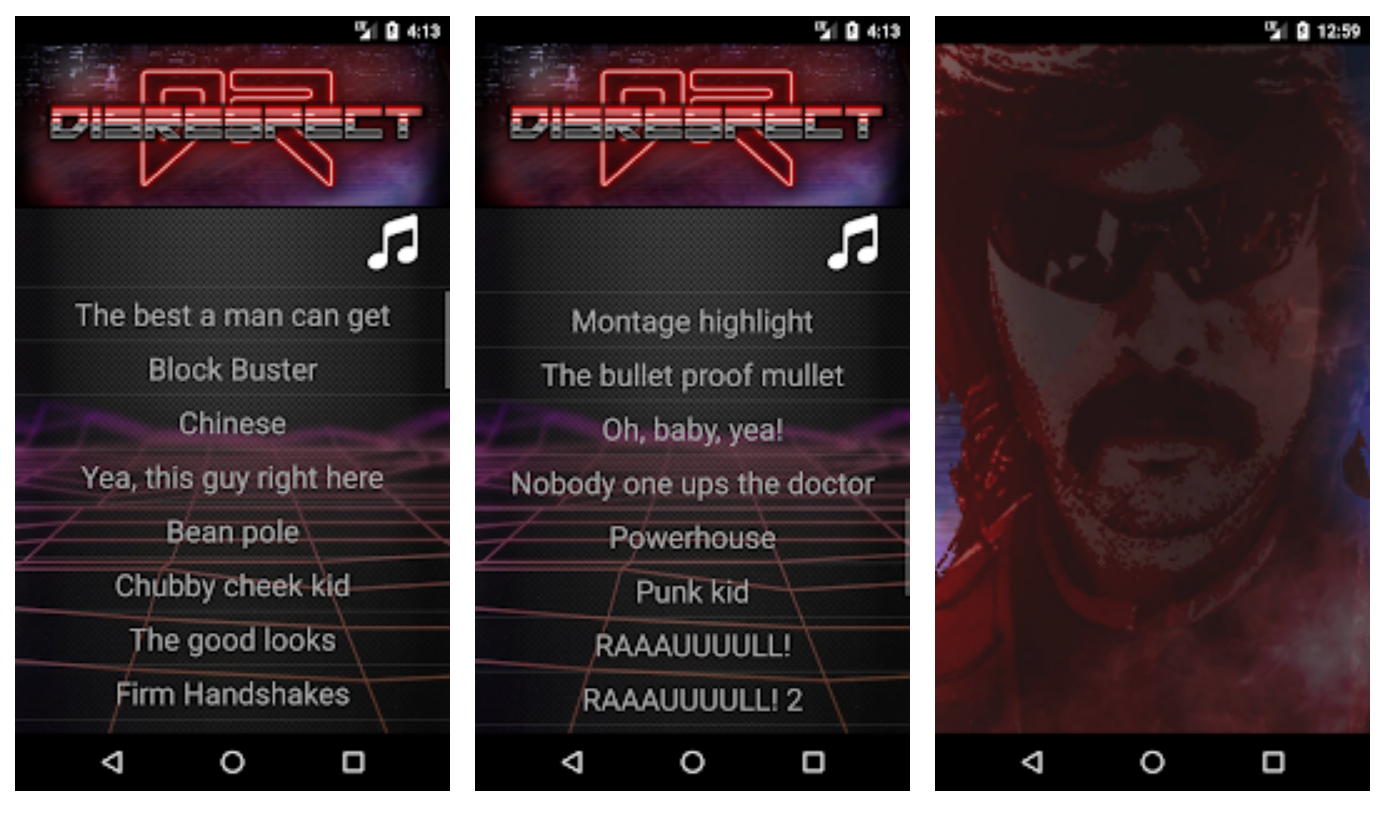 4:13
DR
DISRESPECT
The best a man can get
Block Buster
Chinese
Yea, this guy right here
Bean pole
Chubby cheek kid
The good looks
Firm Handshakes
4:13
DR
DISRESPECT
Montage highlight
The bullet proof mullet
Oh, baby, yea!
Nobody one ups the doctor
Powerhouse
Punk kid
RAAAUUUULL!
RAAAUUUULL! 2
12:59